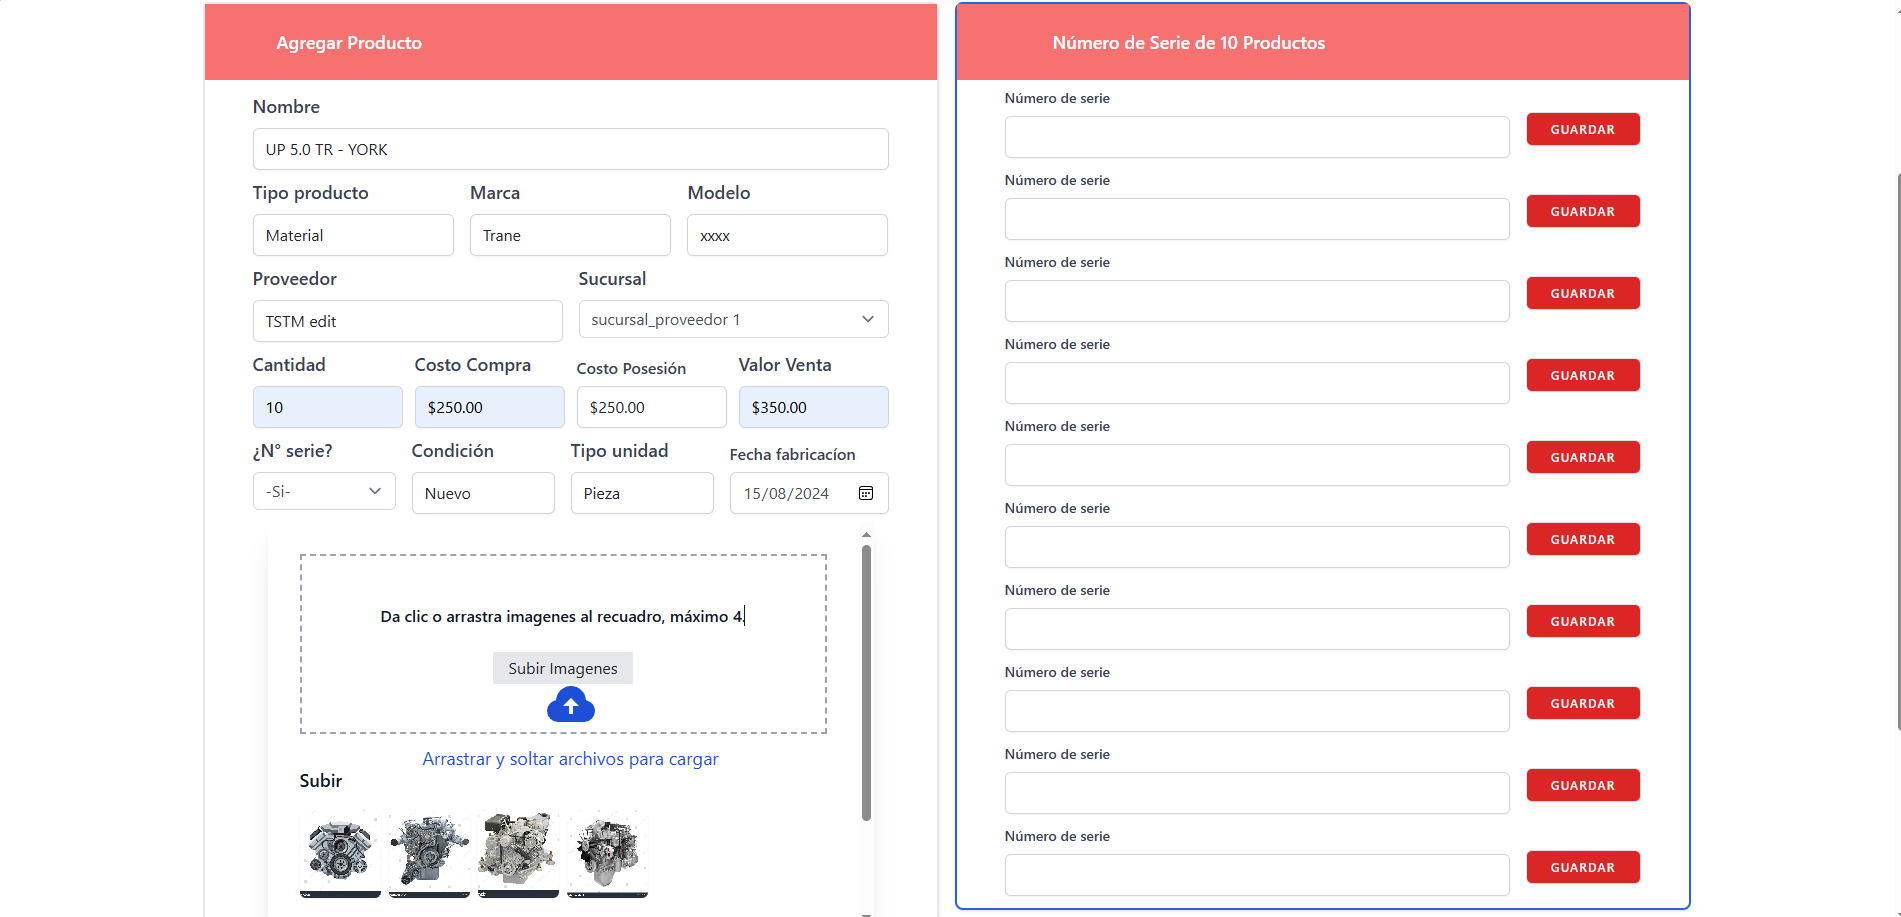 Agregar Producto
Nombre
UP 5.0 TR - YORK
Tipo producto Marca Modelo
Material Trane xxxx
Proveedor Sucursal
TSTM edit sucursal_proveedor 1
Cantidad Costo Compra Costo Posesión Valor Venta
10 $250.00 $250.00 $350.00
¿N° serie? Condición Tipo unidad Fecha fabricacíon
-Si- Nuevo Pieza 15/08/2024
Da clic o arrastra imagenes al recuadro, máximo 4.
Subir Imagenes
Arrastrar y soltar archivos para cargar
Subir
Número de Serie de 10 Productos
Número de serie
GUARDAR
Número de serie
GUARDAR
Número de serie
GUARDAR
Número de serie
GUARDAR
Número de serie
GUARDAR
Número de serie
GUARDAR
Número de serie
GUARDAR
Número de serie
GUARDAR
Número de serie
GUARDAR
Número de serie
GUARDAR